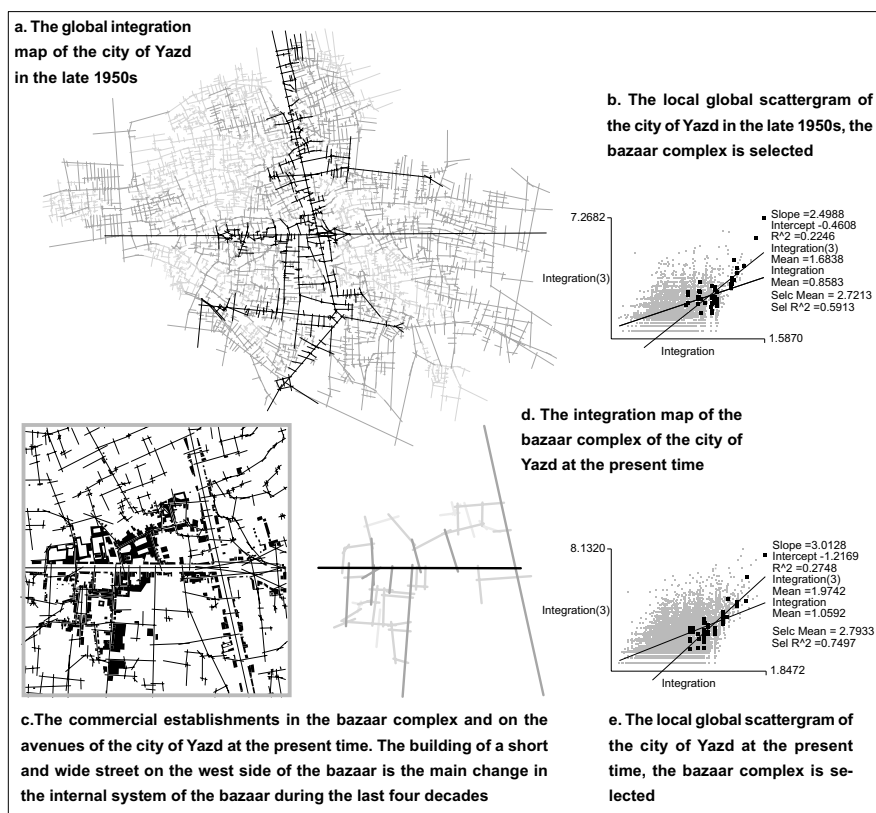 a. The global integration
map of the city of Yazd
in the late 1950s
b. The local global scattergram of
the city of Yazd in the late 1950s, the
bazaar complex is selected
7.2682
Integration(3)
Integration
1.5870
Slope =2.4988
Intercept -0.4608
R^2 =0.2246
Integration(3)
Mean =1.6838
Integration
Mean =0.8583
Selc Mean = 2.7213
Sel R^2 =0.5913
d. The integration map of the
bazaar complex of the city of
Yazd at the present time
8.1320
Integration(3)
Integration
1.8472
Slope =3.0128
Intercept -1.2169
R^2 =0.2748
Integration(3)
Mean =1.9742
Integration
Mean =1.0592
Selc Mean = 2.7933
Sel R^2 =0.7497
c.The commercial establishments in the bazaar complex and on the
avenues of the city of Yazd at the present time. The building of a short
and wide street on the west side of the bazaar is the main change in
the internal system of the bazaar during the last four decades
e. The local global scattergram of
the city of Yazd at the present
time, the bazaar complex is se-
lected